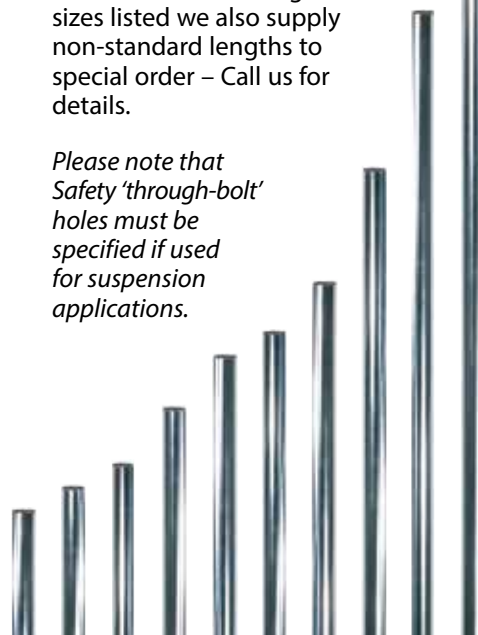 sizes listed we also supply
non-standard lengths to
special order – Call us for
details.
Please note that
Safety ‘through-bolt’
holes must be
specified if used
for suspension
applications.